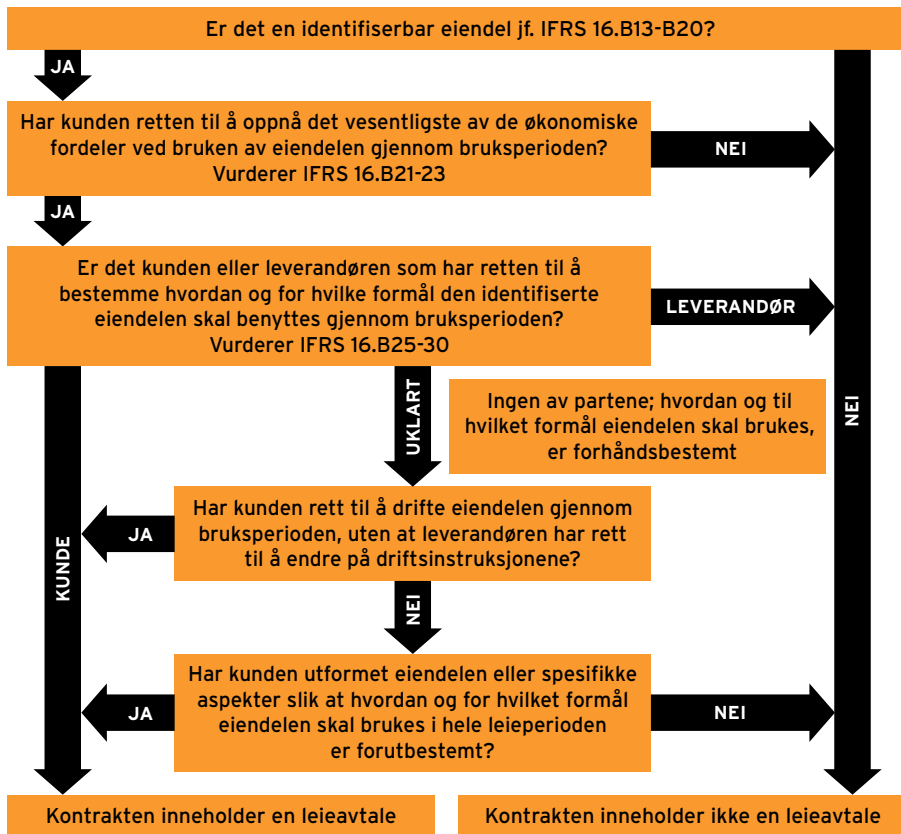 Er det en identifiserbar eiendel jf. IFRS 16.B13-B20?
JA
Har kunden retten til å oppnå det vesentligste av de økonomiske
fordeler ved bruken av eiendelen gjennom bruksperioden?
Vurderer IFRS 16.B21-23
NEI
JA
Er det kunden eller leverandøren som har retten til å
bestemme hvordan og for hvilke formål den identifiserte
eiendelen skal benyttes gjennom bruksperioden?
Vurderer IFRS 16.B25-30
LEVERANDØR
UKLART
Ingen av partene; hvordan og til
hvilket formål eiendelen skal brukes,
er forhåndsbestemt
NEI
Har kunden rett til å drifte eiendelen gjennom
bruksperioden, uten at leverandøren har rett
til å endre på driftsinstruksjonene?
JA
KUNDE
NEI
Har kunden utformet eiendelen eller spesifikke
aspekter slik at hvordan og for hvilket formål
eiendelen skal brukes i hele leieperioden
er forutbestemt?
JA
NEI
Kontrakten inneholder en leieavtale
Kontrakten inneholder ikke en leieavtale